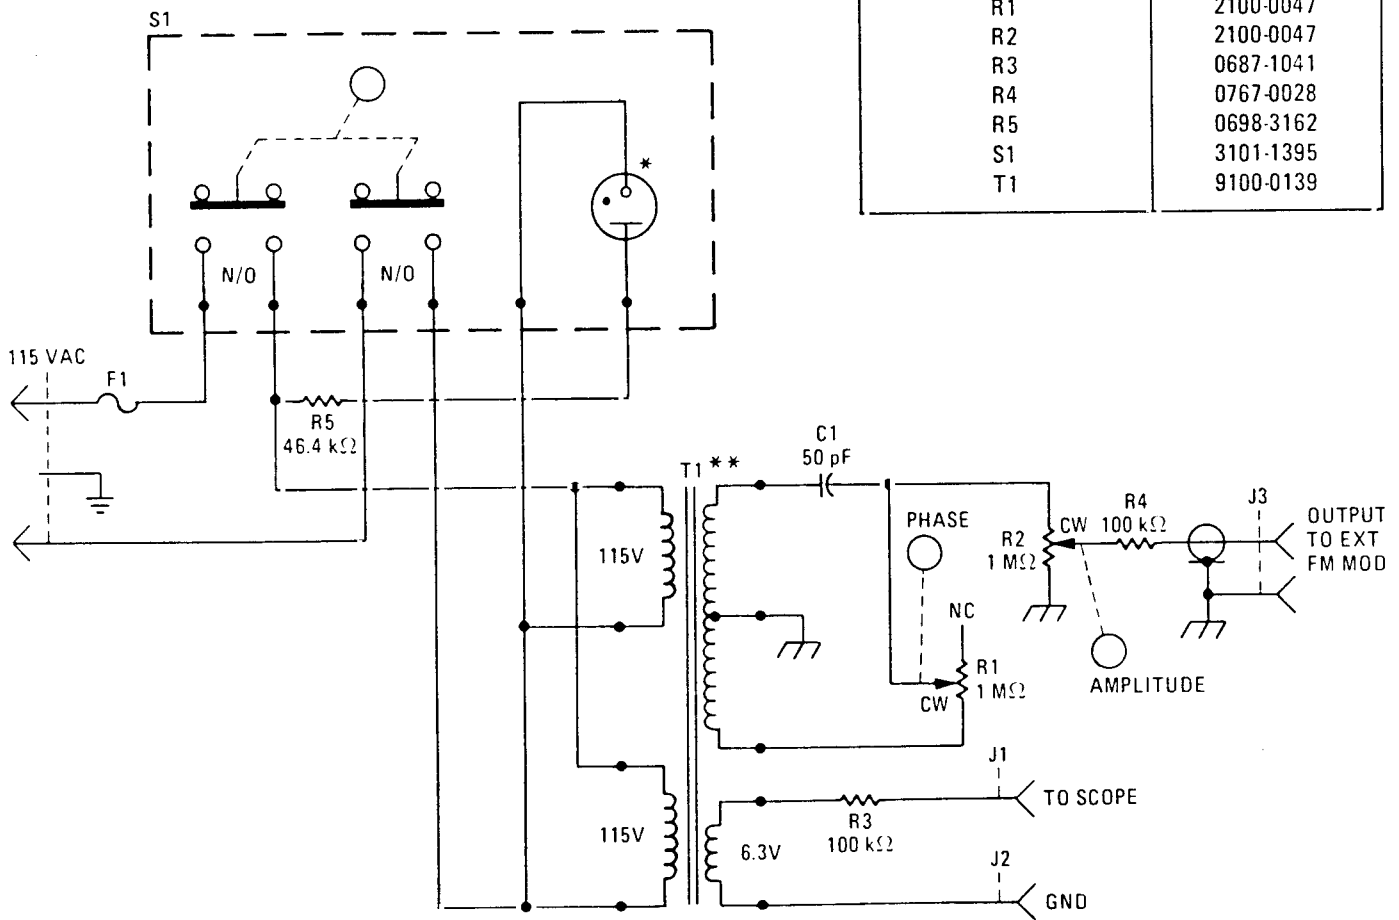 S1
R1 2100-0047
R2 2100-0047
R3 0687-1041
R4 0767-0028
R5 0698-3162
S1 3101-1395
T1 9100-0139
*
N/O
N/O
115 VAC
F1
R5
46.4 kΩ
C1
50 pF
T1 **
PHASE
R2
1 MΩ
CW
R4
100 kΩ
J3
OUTPUT
TO EXT
FM MOD
115V
NC
R1
1 MΩ
CW
AMPLITUDE
J1
TO SCOPE
R3
100 kΩ
115V
6.3V
J2
GND